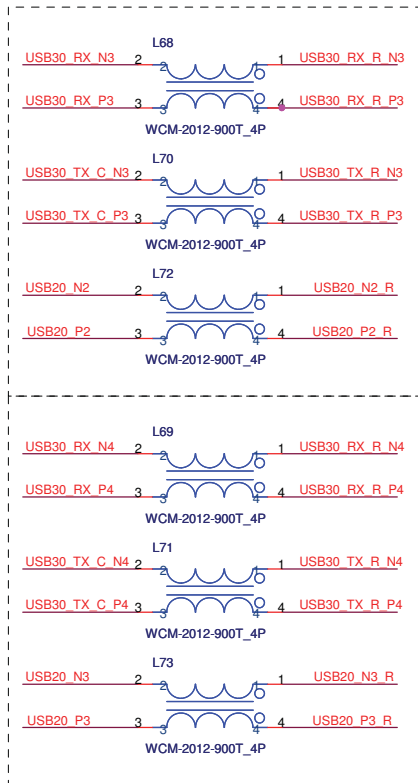 L68
USB30_RX_N3 2 2 1 1 USB30_RX_R_N3
USB30_RX_P3 3 3 4 4 USB30_RX_R_P3
WCM-2012-900T_4P
L70
USB30_TX_C_N3 2 2 1 1 USB30_TX_R_N3
USB30_TX_C_P3 3 3 4 4 USB30_TX_R_P3
WCM-2012-900T_4P
L72
USB20_N2 2 2 1 1 USB20_N2_R
USB20_P2 3 3 4 4 USB20_P2_R
WCM-2012-900T_4P
L69
USB30_RX_N4 2 2 1 1 USB30_RX_R_N4
USB30_RX_P4 3 3 4 4 USB30_RX_R_P4
WCM-2012-900T_4P
L71
USB30_TX_C_N4 2 2 1 1 USB30_TX_R_N4
USB30_TX_C_P4 3 3 4 4 USB30_TX_R_P4
WCM-2012-900T_4P
L73
USB20_N3 2 2 1 1 USB20_N3_R
USB20_P3 3 3 4 4 USB20_P3_R
WCM-2012-900T_4P